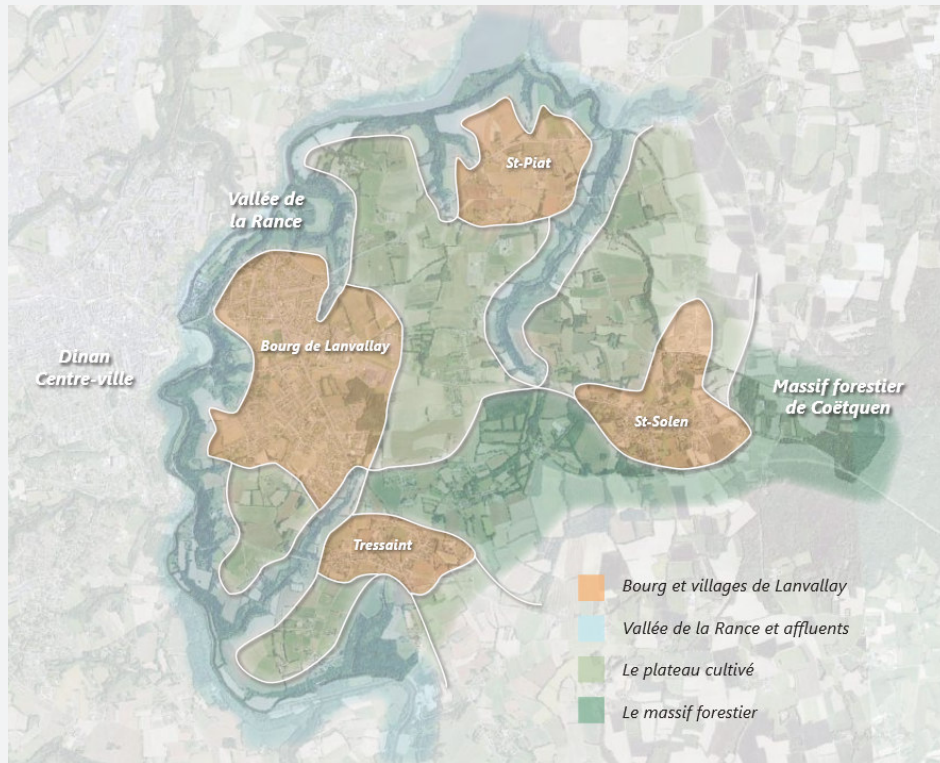 St-Piat
Vallée de
la Rance
Bourg de Lanvallay
Dinan
Centre-ville
Massif forestier
de Coëtquen
St-Solen
Tressaint
Bourg et villages de Lanvallay
Vallée de la Rance et affluents
Le plateau cultivé
Le massif forestier